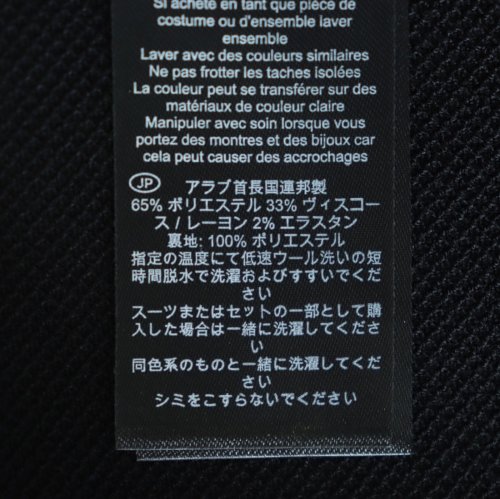 Si acheté en tant que pièce de
costume ou d'ensemble laver
ensemble
Laver avec des couleurs similaires
Ne pas frotter les taches isolées
La couleur peut se transférer sur des
matériaux de couleur claire
Manipuler avec soin lorsque vous
portez des montres et des bijoux car
cela peut causer des accrochages
JP アラブ首長国連邦製
65% ポリエステル 33% ヴィスコー
ス / レーヨン 2% エラスタン
裏地: 100% ポリエステル
指定の温度にて低速ウール洗いの短
時間脱水で洗濯およびすすいでくだ
さい
スーツまたはセットの一部として購
入した場合は一緒に洗濯してくださ
い
同色系のものと一緒に洗濯してくだ
さい
シミをこすらないでください